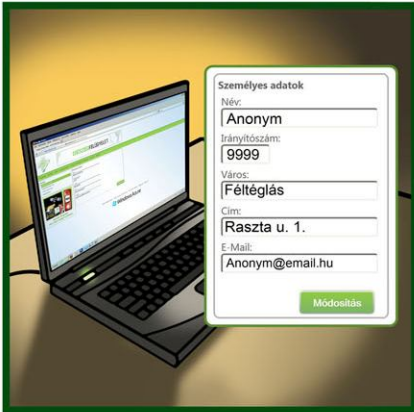 Személyes adatok
Név:
Anonym
Irányítószám:
9999
Város:
Féltéglás
Cím:
Raszta u. 1.
E-Mail:
Anonym@email.hu
Módosítás